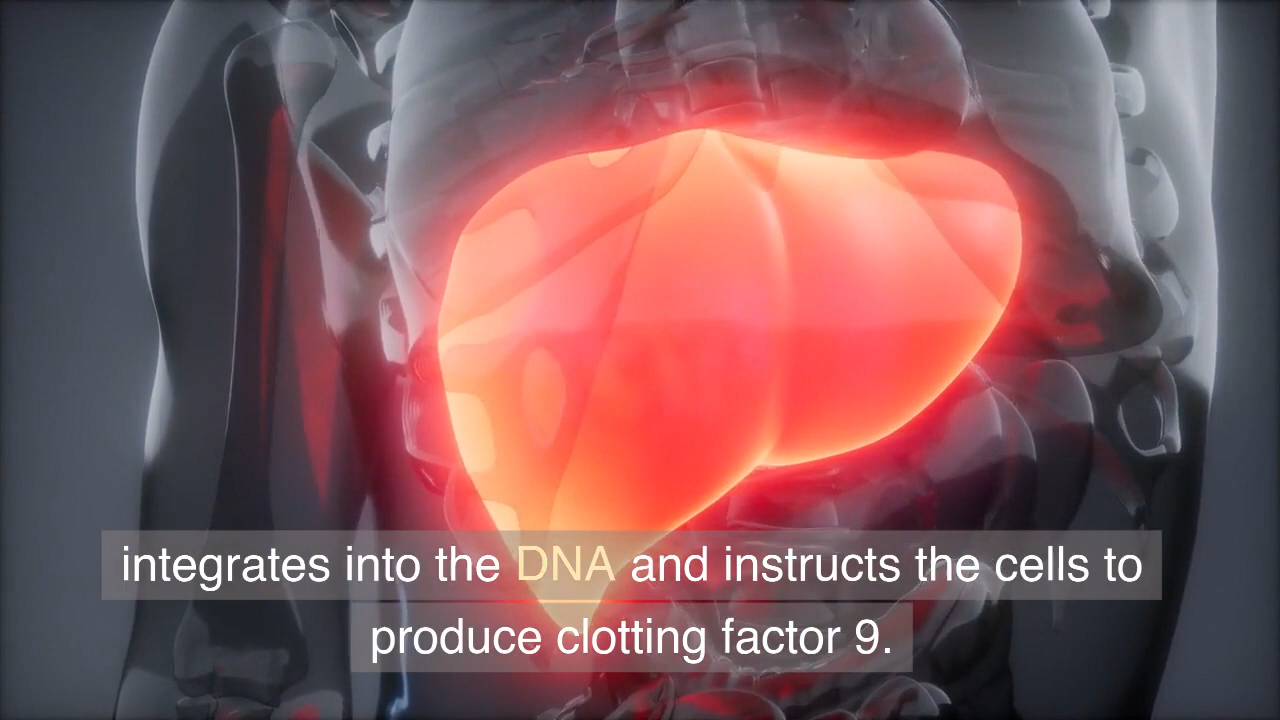 integrates into the DNA and instructs the cells to
produce clotting factor 9.